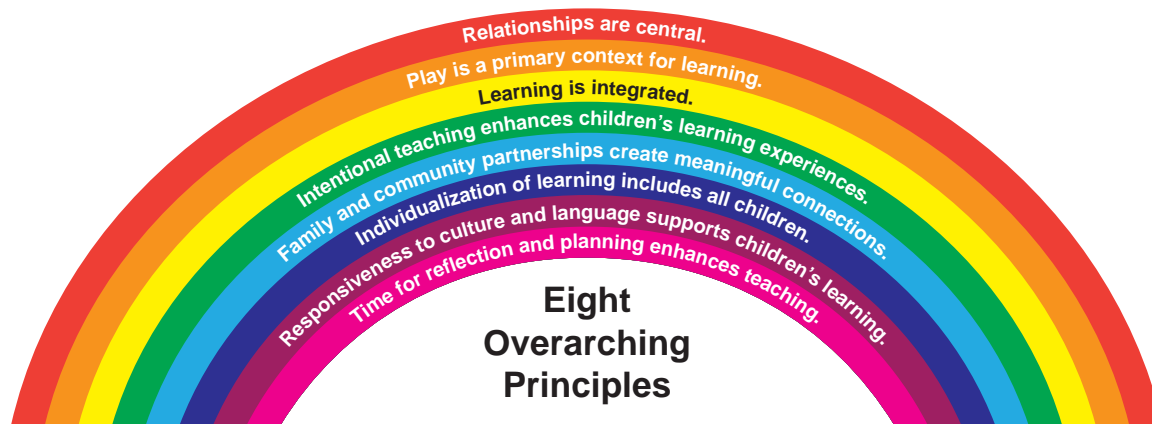 Relationships are central.
Play is a primary context for learning.
Learning is integrated.
Intentional teaching enhances children’s learning experiences.
Family and community partnerships create meaningful connections.
Individualization of learning includes all children.
Responsiveness to culture and language supports children’s learning.
Time for reflection and planning enhances teaching.
Eight
Overarching
Principles